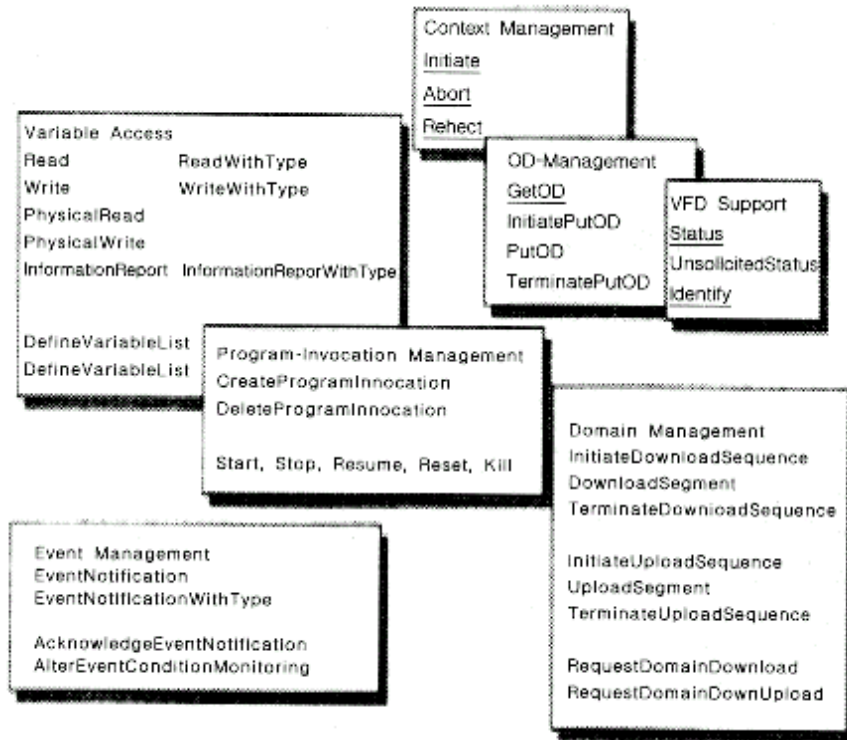 Context Management
Initiate
Abort
Rehect
Variable Access
Read ReadWithType
Write WriteWithType
PhysicalRead
PhysicalWrite
InformationReport InformationReporWithType
DefineVariableList
DefineVariableList
OD-Management
GetOD
InitiatePutOD
PutOD
TerminatePutOD
VFD Support
Status
UnsolicitedStatus
Identify
Program-Invocation Management
CreateProgramInnocation
DeleteProgramInnocation
Start, Stop, Resume, Reset, Kill
Domain Management
InitiateDownloadSequence
DownloadSegment
TerminateDownloadSequence
InitiateUploadSequence
UploadSegment
TerminateUploadSequence
RequestDomainDownload
RequestDomainDownUpload
Event Management
EventNotification
EventNotificationWithType
AcknowledgeEventNotification
AlterEventConditionMonitoring